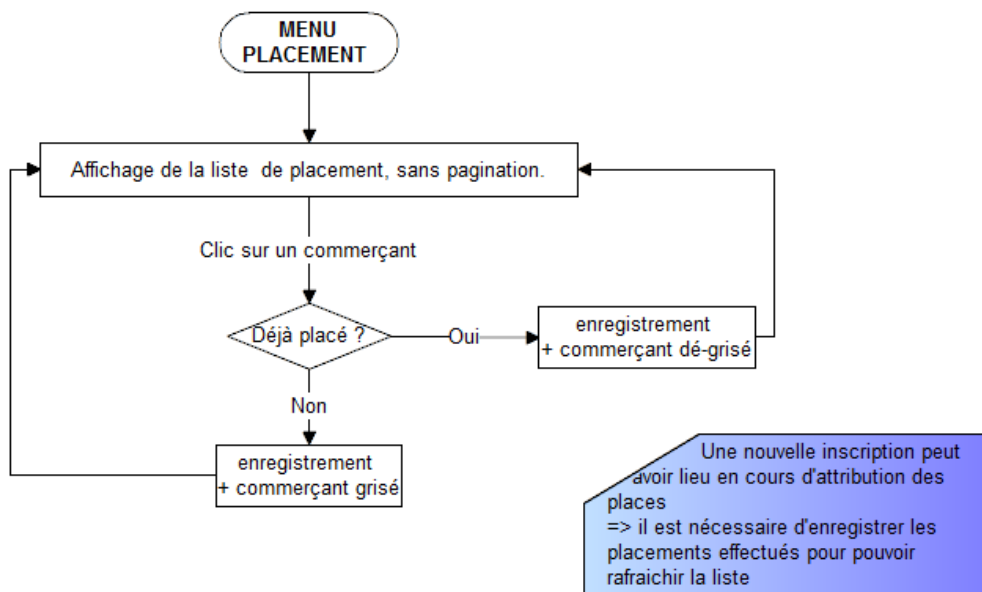 MENU
PLACEMENT
Affichage de la liste de placement, sans pagination.
Clic sur un commerçant
Déjà placé ?
Oui
enregistrement
+ commerçant dé-grisé
Non
enregistrement
+ commerçant grisé
Une nouvelle inscription peut
avoir lieu en cours d'attribution des
places
=> il est nécessaire d'enregistrer les
placements effectués pour pouvoir
rafraichir la liste